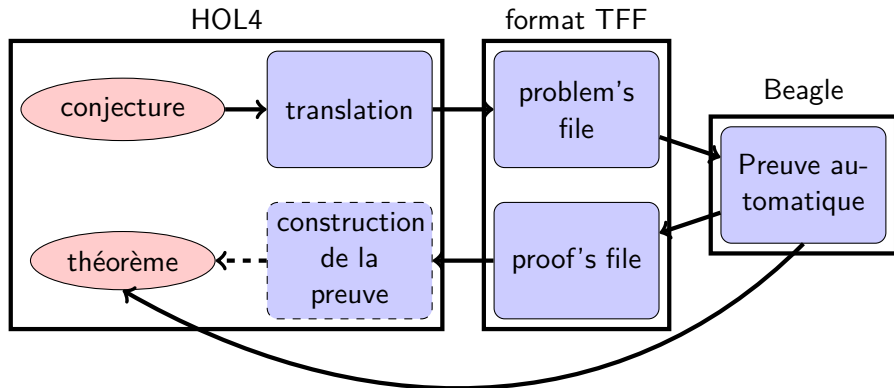 HOL4
format TFF
Beagle
conjecture
translation
problem's
file
Preuve au-
tomatique
théorème
construction
de la
preuve
proof's file